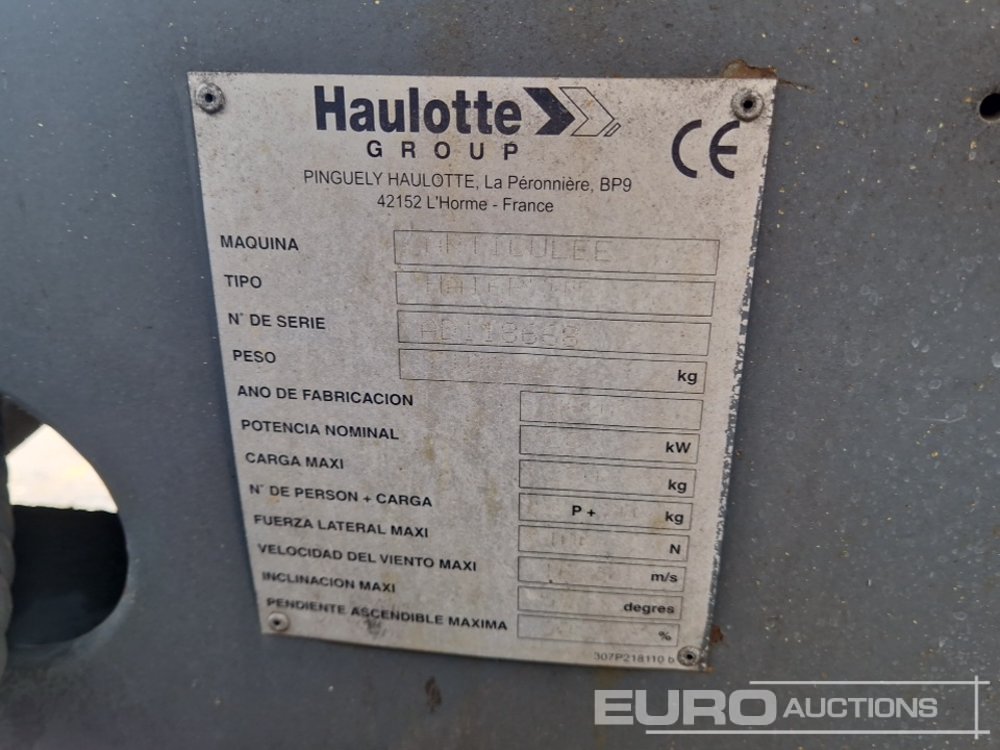 Haulotte
GROUP
CE
PINGUELY HAULOTTE, La Péronnière, BP9
42152 L'Horme - France
MAQUINA ARTICULEE
TIPO
N° DE SERIE AD118688
PESO kg
ANO DE FABRICACION
POTENCIA NOMINAL kW
CARGA MAXI kg
N° DE PERSON + CARGA P + kg
FUERZA LATERAL MAXI N
VELOCIDAD DEL VIENTO MAXI m/s
INCLINACION MAXI degres
PENDIENTE ASCENDIBLE MAXIMA %
307P218110 b
EURO AUCTIONS